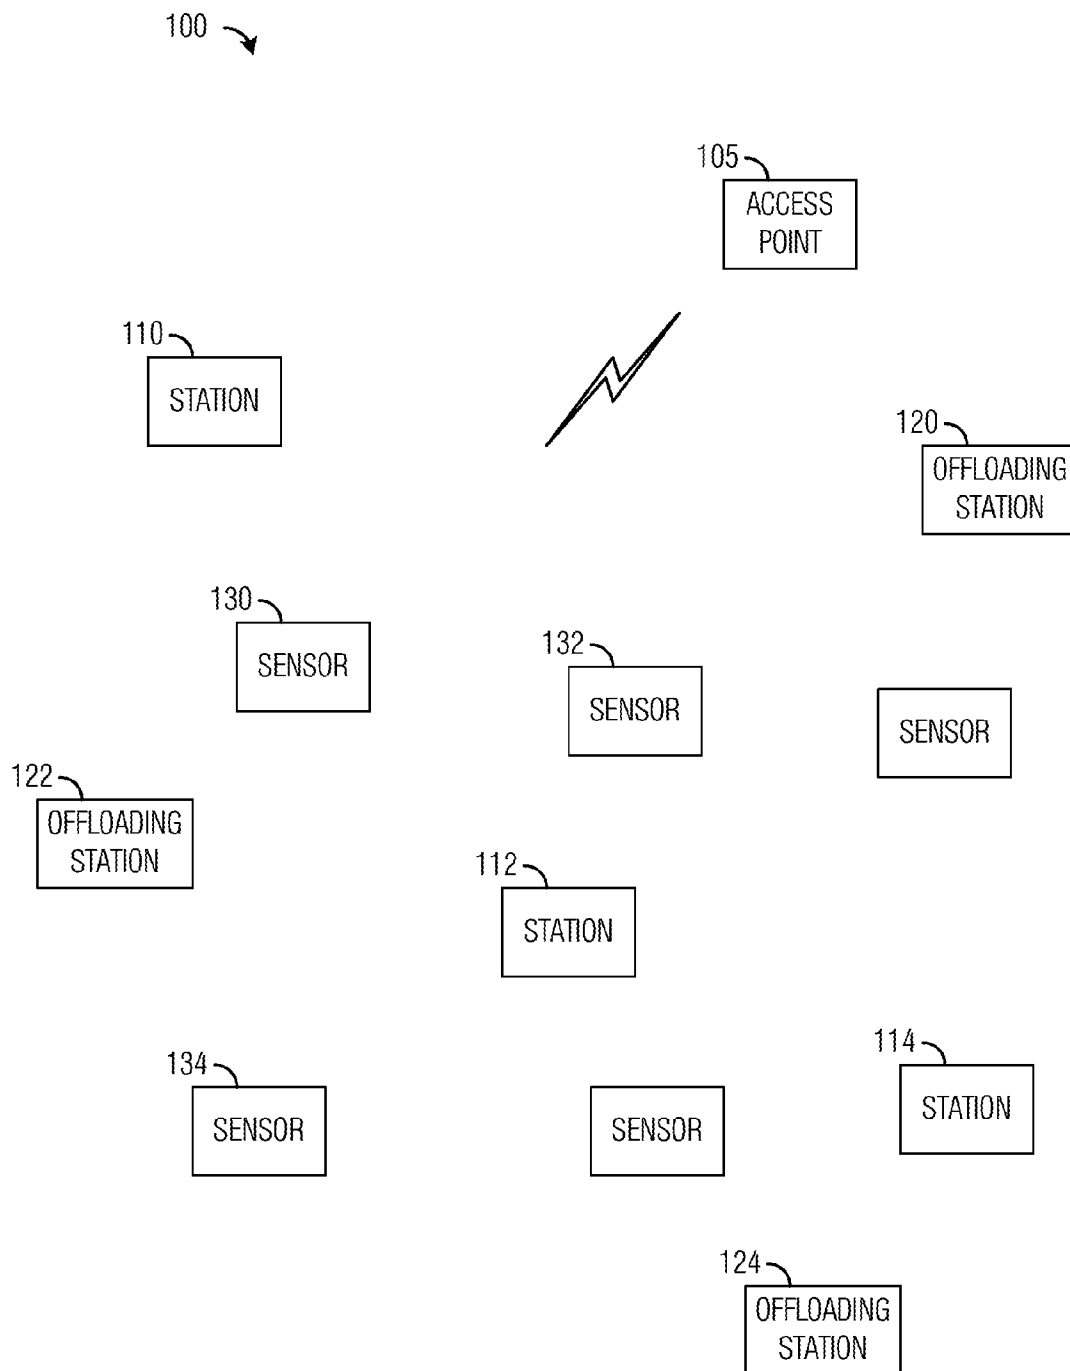 100
105
ACCESS
POINT
110
STATION
120
OFFLOADING
STATION
130
SENSOR
132
SENSOR
SENSOR
122
OFFLOADING
STATION
112
STATION
114
STATION
134
SENSOR
SENSOR
124
OFFLOADING
STATION